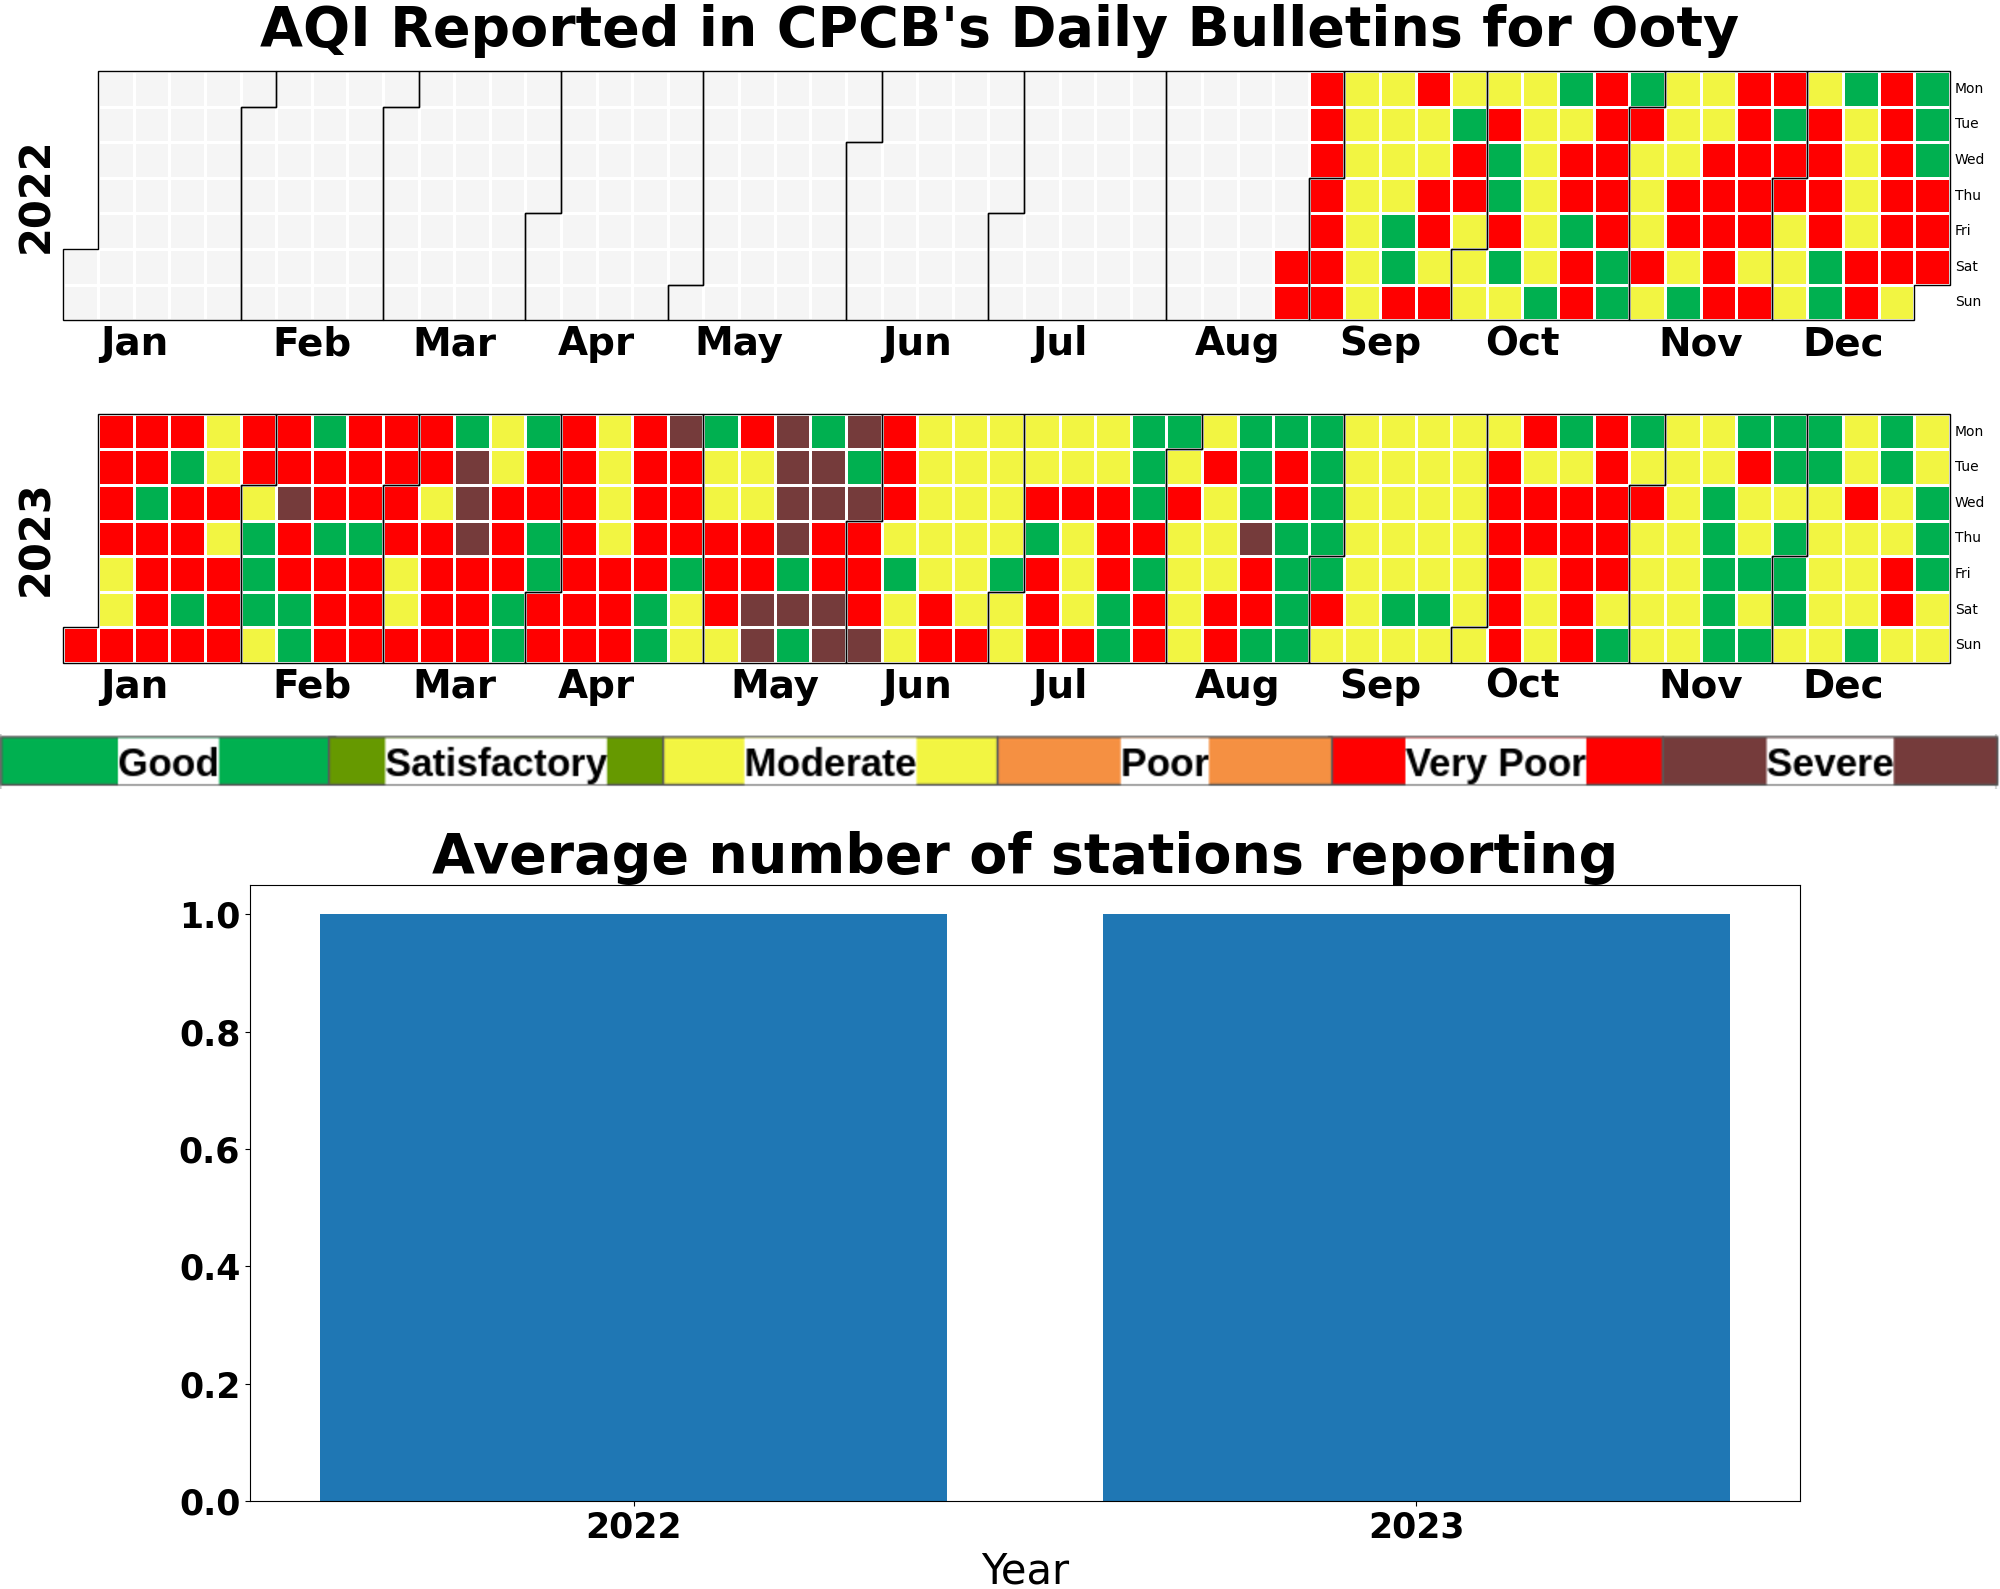 AQI Reported in CPCB's Daily Bulletins for Ooty
2022
Mon
Tue
Wed
Thu
Fri
Sat
Sun
Jan Feb Mar Apr May Jun Jul Aug Sep Oct Nov Dec
2023
Mon
Tue
Wed
Thu
Fri
Sat
Sun
Jan Feb Mar Apr May Jun Jul Aug Sep Oct Nov Dec
Good Satisfactory Moderate Poor Very Poor Severe
Average number of stations reporting
1.0
0.8
0.6
0.4
0.2
0.0
2022 2023
Year